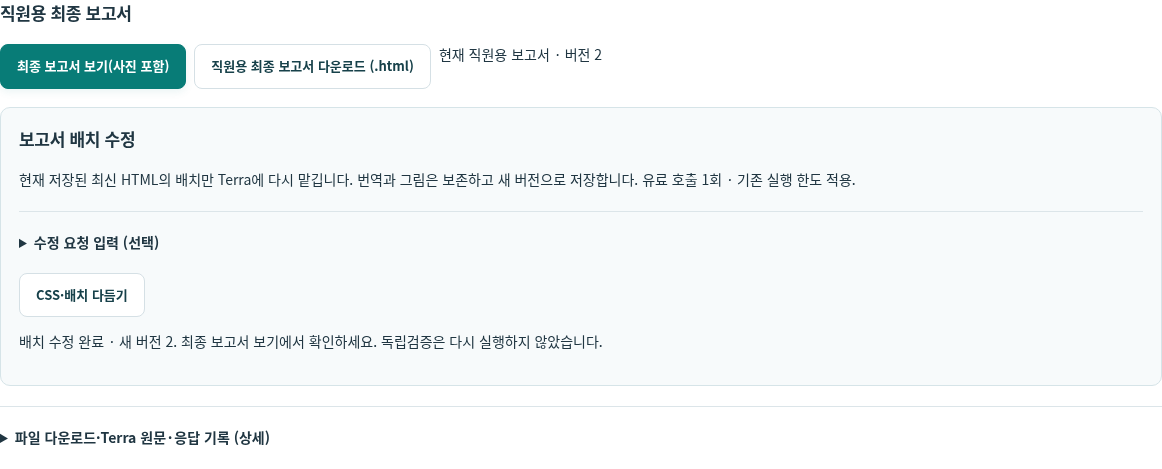 직원용 최종 보고서
최종 보고서 보기(사진 포함)
직원용 최종 보고서 다운로드 (.html)
현재 직원용 보고서 · 버전 2
보고서 배치 수정
현재 저장된 최신 HTML의 배치만 Terra에 다시 맡깁니다. 번역과 그림은 보존하고 새 버전으로 저장합니다. 유료 호출 1회 · 기존 실행 한도 적용.
▶ 수정 요청 입력 (선택)
CSS·배치 다듬기
배치 수정 완료 · 새 버전 2. 최종 보고서 보기에서 확인하세요. 독립검증은 다시 실행하지 않았습니다.
▶ 파일 다운로드·Terra 원문·응답 기록 (상세)